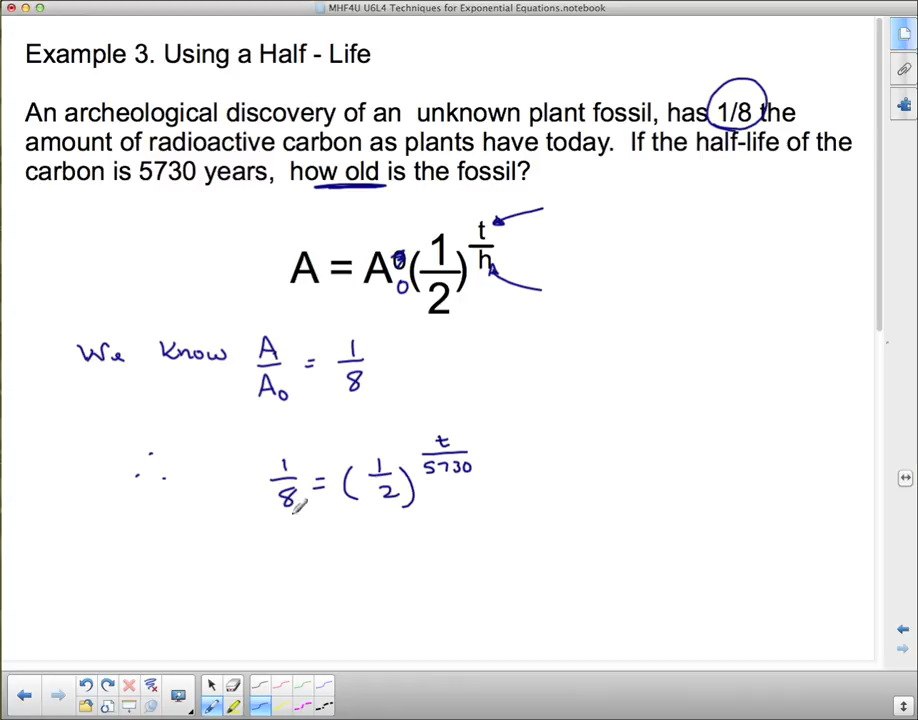 MHF4U U6L4 Techniques for Exponential Equations.notebook
Example 3. Using a Half - Life
An archeological discovery of an unknown plant fossil, has 1/8 the
amount of radioactive carbon as plants have today. If the half-life of the
carbon is 5730 years, how old is the fossil?
A = A₀(1/2)^(t/h)
We know A/A₀ = 1/8
∴ 1/8 = (1/2)^(t/5730)